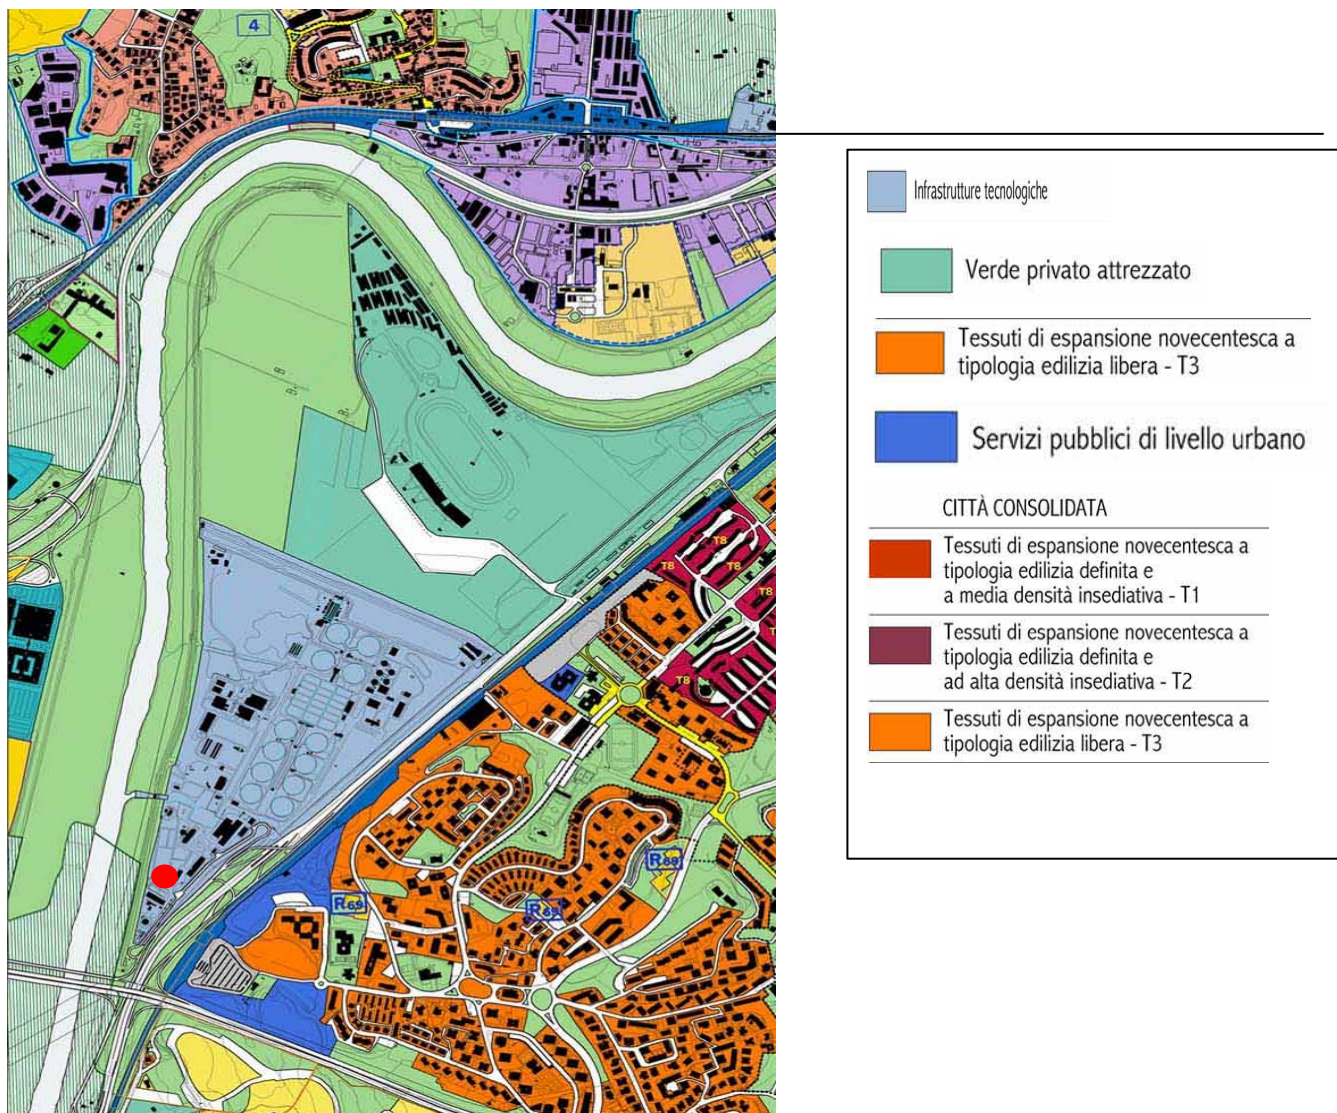 4
B
B
B
T8
T8
T8
T8
T8
R69
R69
R69
Infrastrutture tecnologiche
Verde privato attrezzato
Tessuti di espansione novecentesca a
tipologia edilizia libera - T3
Servizi pubblici di livello urbano
CITTÀ CONSOLIDATA
Tessuti di espansione novecentesca a
tipologia edilizia definita e
a media densità insediativa - T1
Tessuti di espansione novecentesca a
tipologia edilizia definita e
ad alta densità insediativa - T2
Tessuti di espansione novecentesca a
tipologia edilizia libera - T3